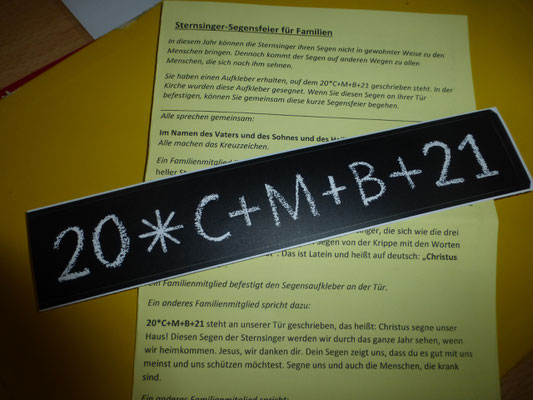 Sternsinger-Segensfeier für Familien
In diesem Jahr können die Sternsinger ihren Segen nicht in gewohnter Weise zu den
Menschen bringen. Dennoch kommt der Segen auf anderen Wegen zu allen
Menschen, die sich nach ihm sehnen.
Sie haben einen Aufkleber erhalten, auf dem 20*C+M+B+21 geschrieben steht. In der
Kirche wurden diese Aufkleber gesegnet. Wenn Sie diesen Segen an Ihrer Tür
befestigen, können Sie gemeinsam diese kurze Segensfeier begehen.
Alle sprechen gemeinsam:
Im Namen des Vaters und des Sohnes und des
Alle machen das Kreuzzeichen.
Ein Familienmitglied
heller
20*C+M+B+21
die sich wie die drei
von der Krippe mit den Worten
Das ist Latein und heißt auf deutsch: „Christus
Ein Familienmitglied befestigt den Segensaufkleber an der Tür.
Ein anderes Familienmitglied spricht dazu:
20*C+M+B+21 steht an unserer Tür geschrieben, das heißt: Christus segne unser
Haus! Diesen Segen der Sternsinger werden wir durch das ganze Jahr sehen, wenn
wir heimkommen. Jesus, wir danken dir. Dein Segen zeigt uns, dass du es gut mit uns
meinst und uns schützen möchtest. Segne uns und auch die Menschen, die krank
sind.
Ein anderes Familienmitglied spricht: